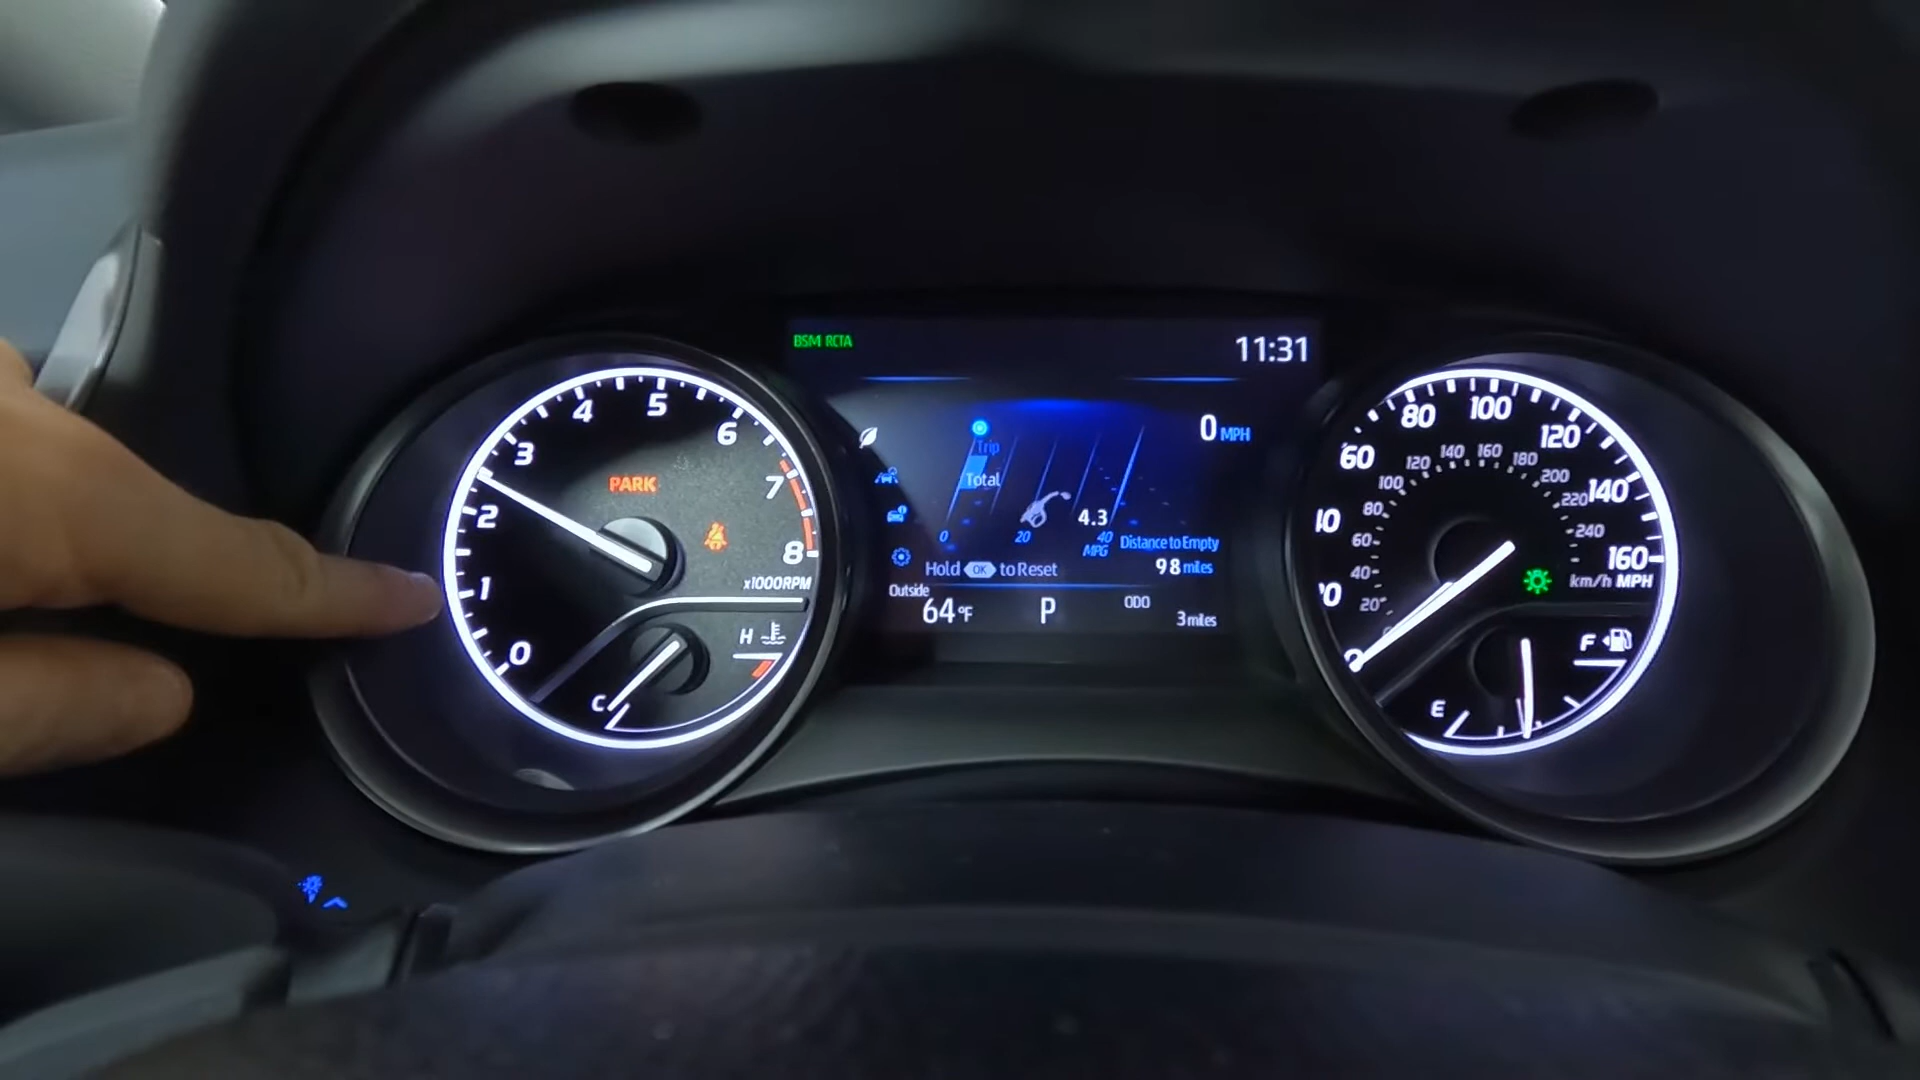 BSM RCTA
11:31
0 MPH
Trip
Total
4.3
0 20 40
MPG
Distance to Empty
98 miles
Hold OK to Reset
Outside
64°F
P
ODO
3 miles
0
1
2
3
4
5
6
7
8
PARK
x1000RPM
H
C
60
80
100
120
140
160
20
40
60
80
100
120
140
160
180
200
220
240
km/h MPH
F
E